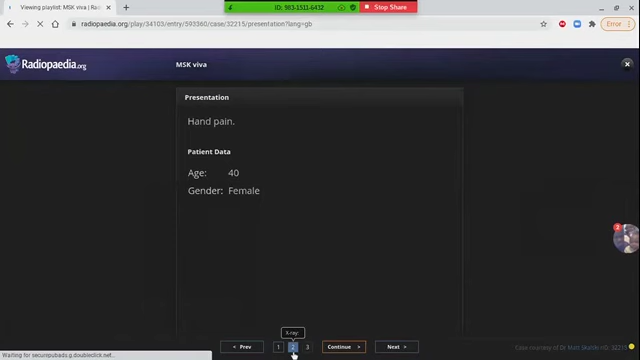 Viewing playlist: MSK viva | Rad
ID: 983-1511-6432
Stop Share
radiopaedia.org/play/34103/entry/593360/case/32215/presentation?lang=gb
Error
Radiopaedia.org
MSK viva
Presentation
Hand pain.
Patient Data
Age: 40
Gender: Female
X-ray:
< Prev
1
2
3
Continue >
Next >
Waiting for securepubads.g.doubleclick.net...